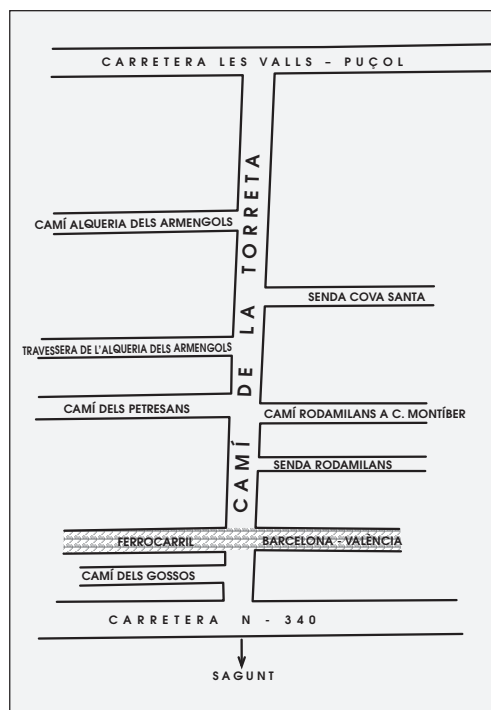 CARRETERA LES VALLS - PUÇOL
CAMÍ DE LA TORRETA
CAMÍ ALQUERIA DELS ARMENGOLS
SENDA COVA SANTA
TRAVESSERA DE L'ALQUERIA DELS ARMENGOLS
CAMÍ DELS PETRESANS
CAMÍ RODAMILANS A C. MONTÍBER
SENDA RODAMILANS
FERROCARRIL BARCELONA - VALÈNCIA
CAMÍ DELS GOSSOS
CARRETERA N - 340
SAGUNT